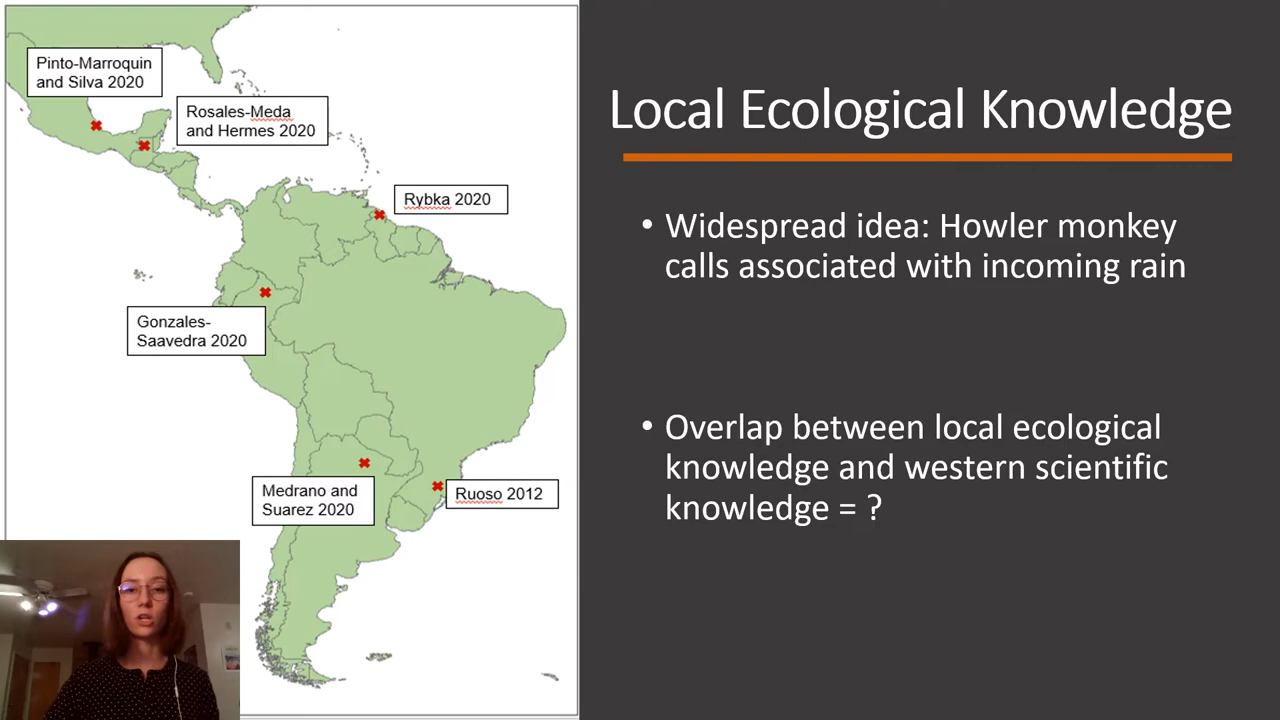 Pinto-Marroquin
and Silva 2020
Rosales-Meda
and Hermes 2020
Rybka 2020
Gonzales-
Saavedra 2020
Medrano and
Suarez 2020
Ruoso 2012
Local Ecological Knowledge
• Widespread idea: Howler monkey
calls associated with incoming rain
• Overlap between local ecological
knowledge and western scientific
knowledge = ?